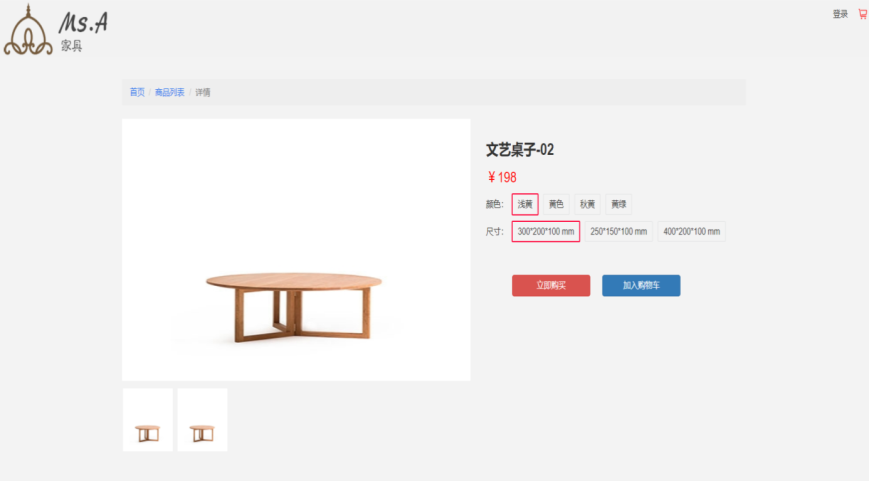 Ms.A
家具
登录
首页 / 商品列表 / 详情
文艺桌子-02
¥198
颜色: 浅黄 黄色 秋黄 黄绿
尺寸: 300*200*100 mm 250*150*100 mm 400*200*100 mm
立即购买 加入购物车